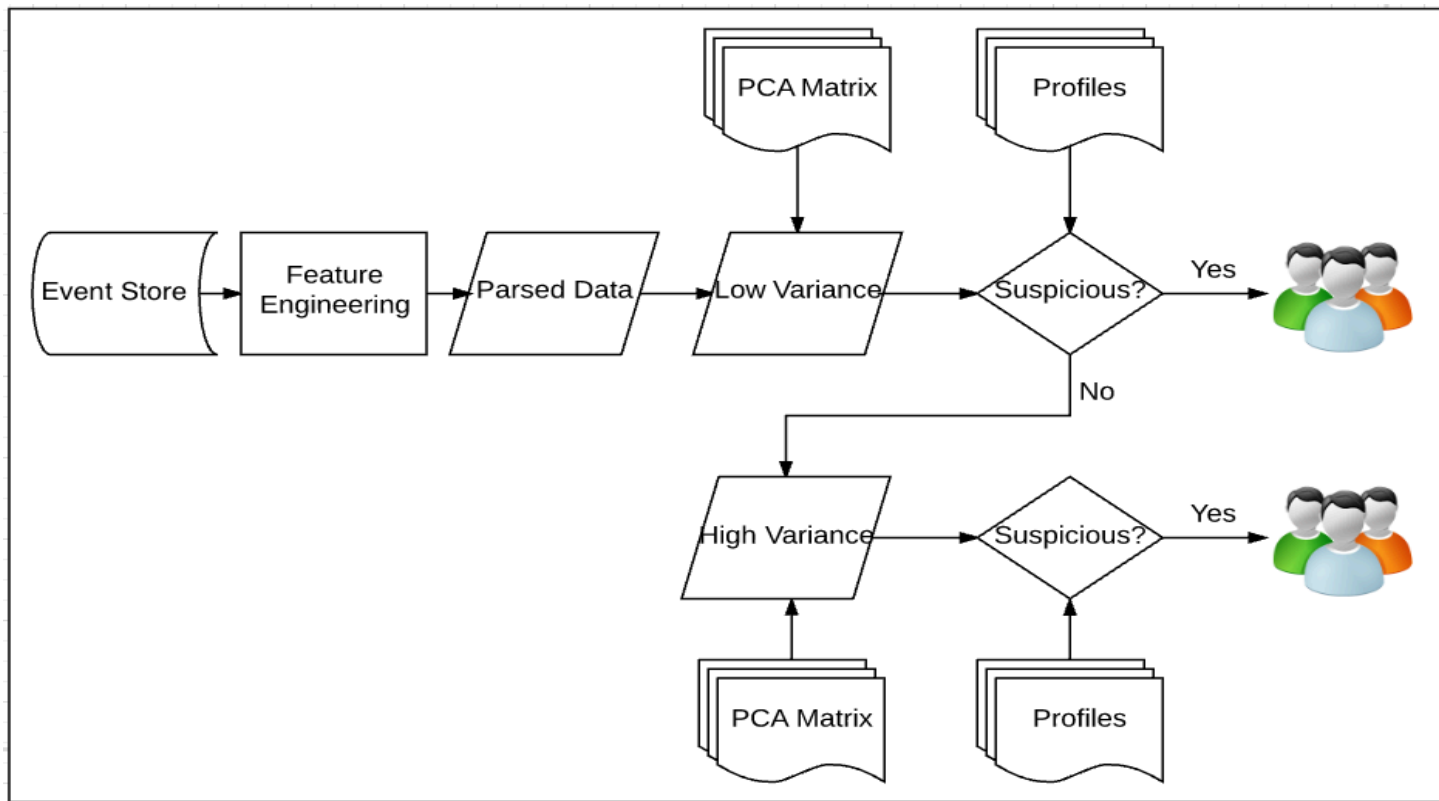 PCA Matrix
Profiles
Event Store
Feature
Engineering
Parsed Data
Low Variance
Suspicious?
Yes
No
High Variance
Suspicious?
Yes
PCA Matrix
Profiles